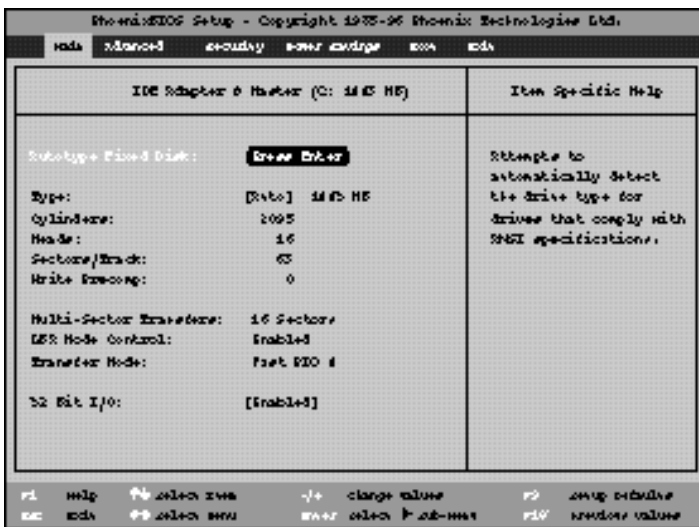 PhoenixBIOS Setup - Copyright 1985-95 Phoenix Technologies Ltd.
Main Advanced Security Power Savings Boot Exit
IDE Adapter 0 Master (C: MB)
Item Specific Help
Autotype Fixed Disk: Press Enter
Attempts to
automatically detect
the drive type for
drives that comply with
ANSI specifications.
Type: [Auto] MB
Cylinders: 2095
Heads: 16
Sectors/Track: 63
Write Precomp: 0
Multi-Sector Transfers: 16 Sectors
LBA Mode Control: Enabled
Transfer Mode: Fast PIO 4
32 Bit I/O: [Enabled]
F1 Help Select Item -/+ Change Values F9 Setup Defaults
ESC Exit Select Menu Enter Select Sub-Menu F10 Previous Values